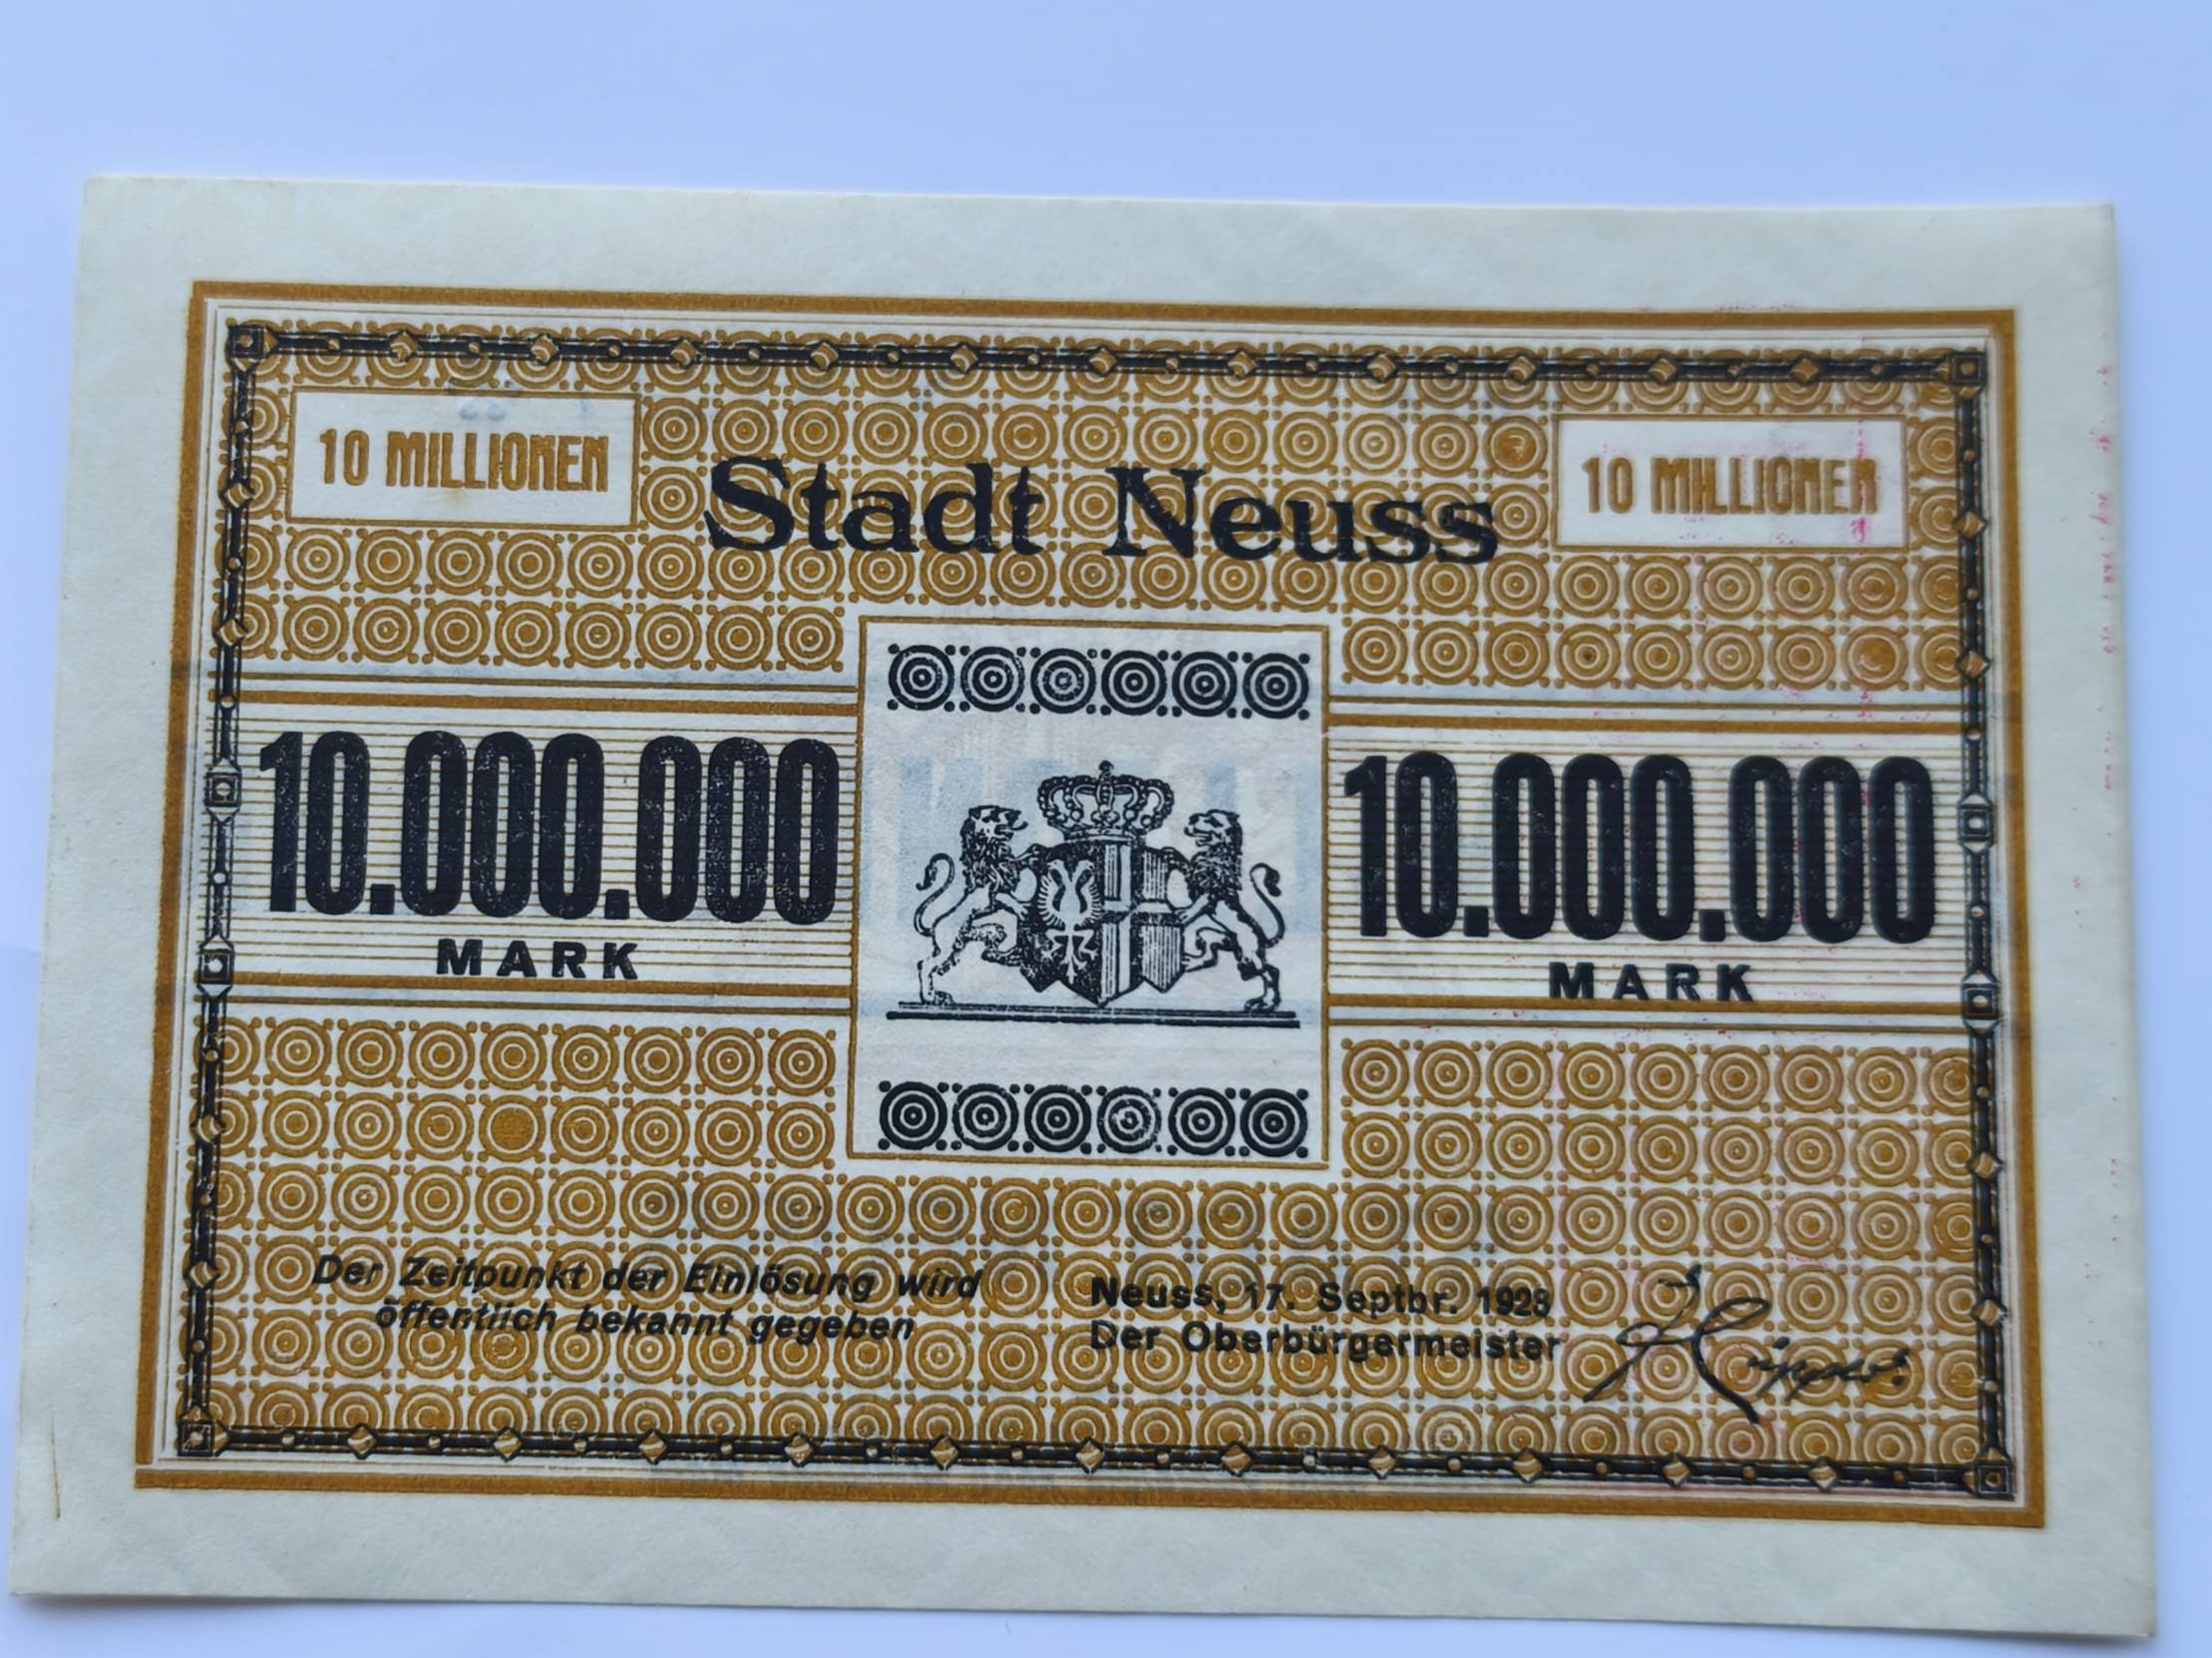 10 MILLIONEN
10 MILLIONEN
Stadt Neuss
10.000.000
MARK
10.000.000
MARK
Der Zeitpunkt der Einlösung wird
öffentlich bekannt gegeben
Neuss, 17. Septbr. 1923
Der Oberbürgermeister